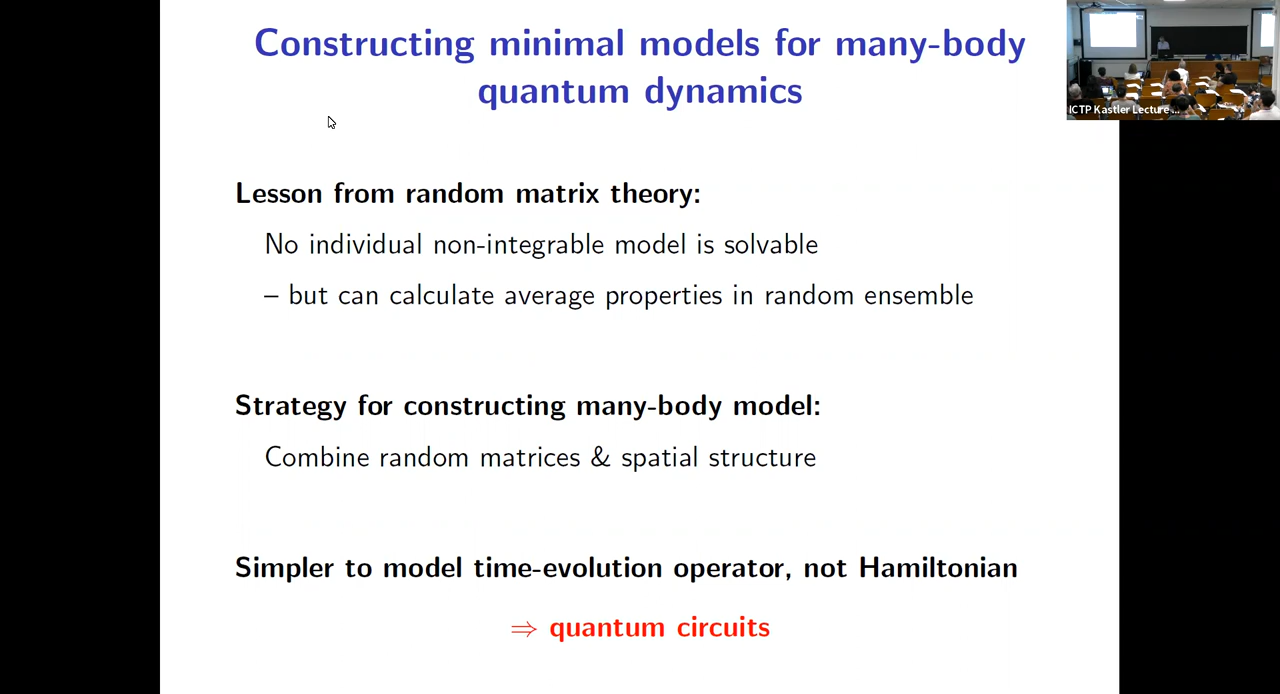 Constructing minimal models for many-body
quantum dynamics
ICTP Kastler Lecture ...
Lesson from random matrix theory:
No individual non-integrable model is solvable
– but can calculate average properties in random ensemble
Strategy for constructing many-body model:
Combine random matrices & spatial structure
Simpler to model time-evolution operator, not Hamiltonian
⇒ quantum circuits